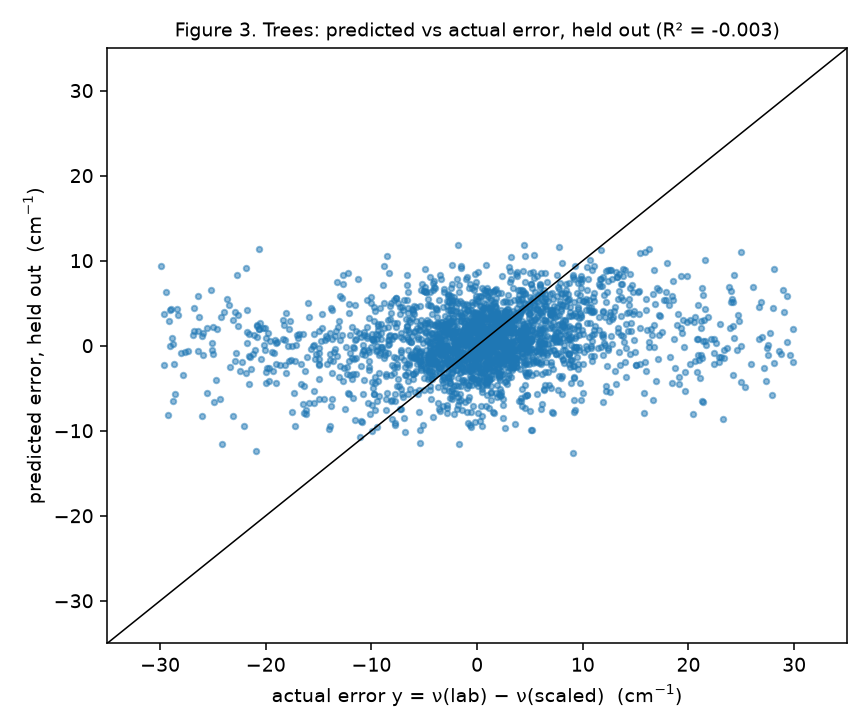 Figure 3. Trees: predicted vs actual error, held out (R² = -0.003)
predicted error, held out (cm⁻¹)
30
20
10
0
−10
−20
−30
−30 −20 −10 0 10 20 30
actual error y = ν(lab) − ν(scaled) (cm⁻¹)